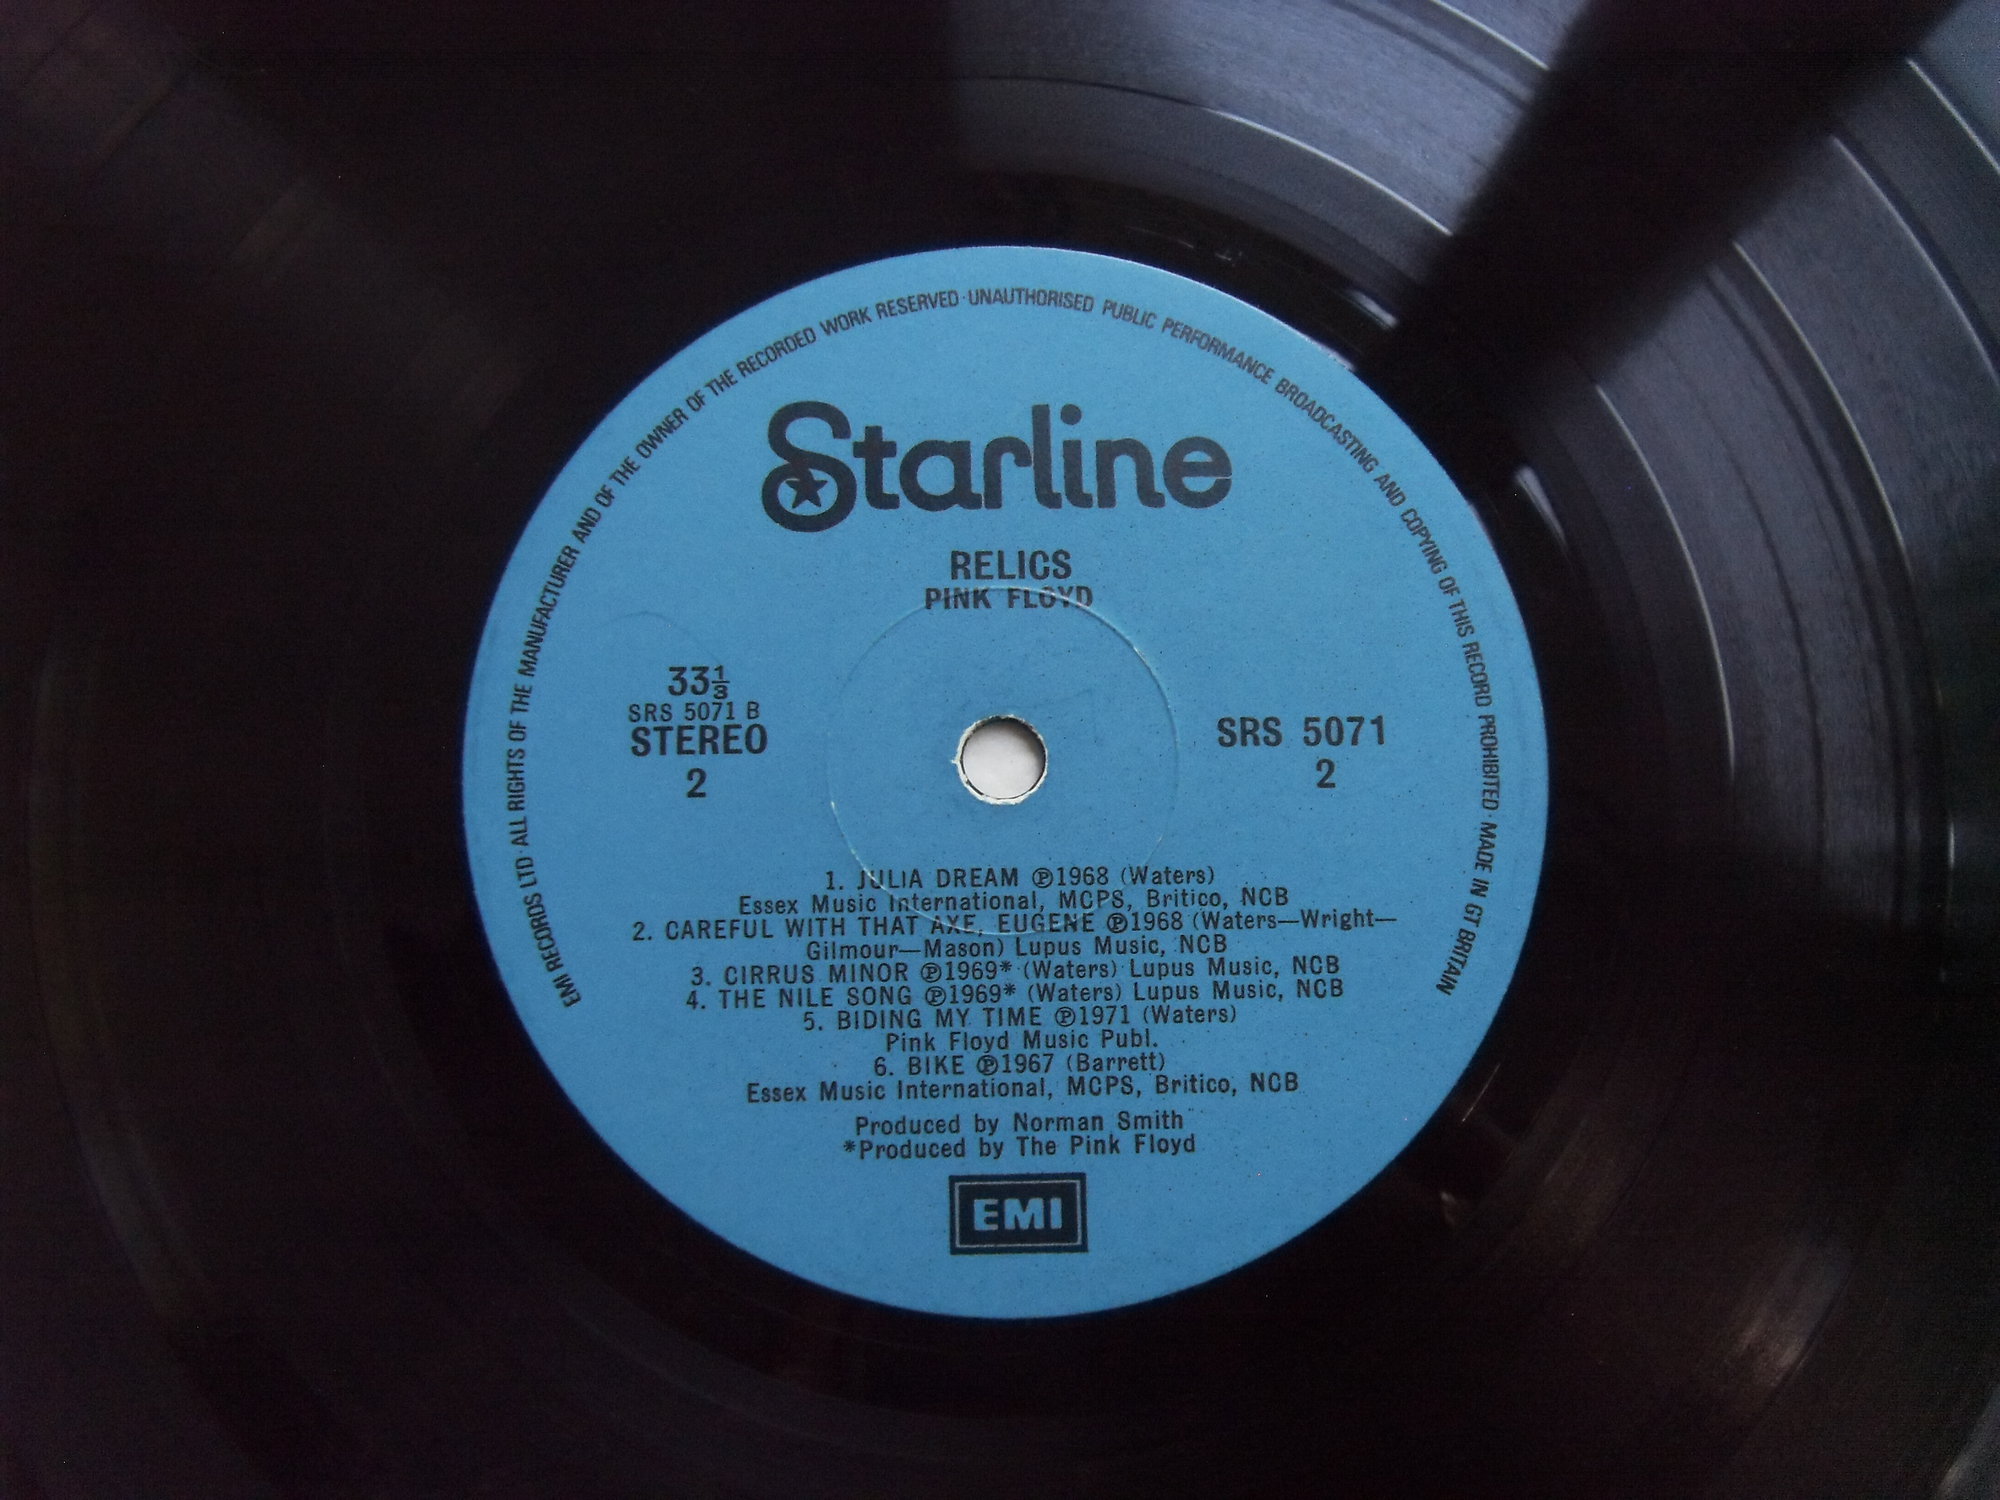 EMI RECORDS LTD · ALL RIGHTS OF THE MANUFACTURER AND OF THE OWNER OF THE RECORDED WORK RESERVED · UNAUTHORISED PUBLIC PERFORMANCE BROADCASTING AND COPYING OF THIS RECORD PROHIBITED · MADE IN GT BRITAIN
Starline
RELICS
PINK FLOYD
33⅓
SRS 5071 B
STEREO
2
SRS 5071
2
1. JULIA DREAM ℗1968 (Waters)
Essex Music International, MCPS, Britico, NCB
2. CAREFUL WITH THAT AXE, EUGENE ℗1968 (Waters—Wright—
Gilmour—Mason) Lupus Music, NCB
3. CIRRUS MINOR ℗1969* (Waters) Lupus Music, NCB
4. THE NILE SONG ℗1969* (Waters) Lupus Music, NCB
5. BIDING MY TIME ℗1971 (Waters)
Pink Floyd Music Publ.
6. BIKE ℗1967 (Barrett)
Essex Music International, MCPS, Britico, NCB
Produced by Norman Smith
*Produced by The Pink Floyd
EMI